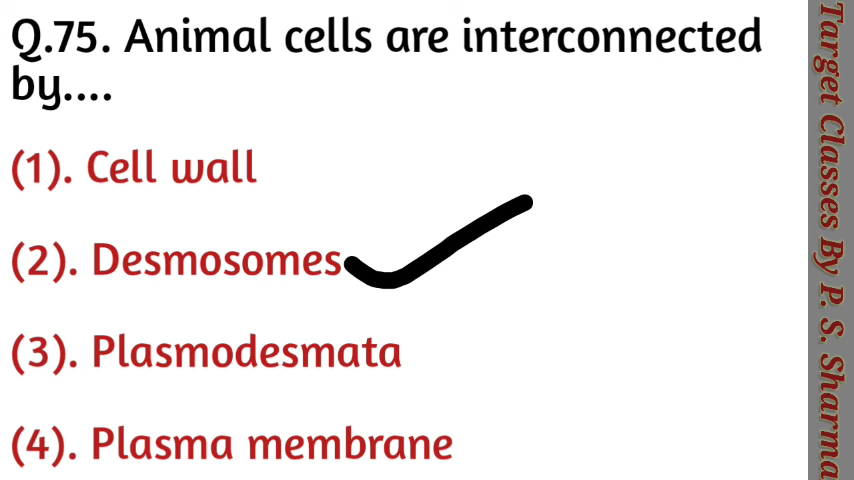 Q.75. Animal cells are interconnected
by....
(1). Cell wall
(2). Desmosomes
(3). Plasmodesmata
(4). Plasma membrane
Target Classes By P. S. Sharma